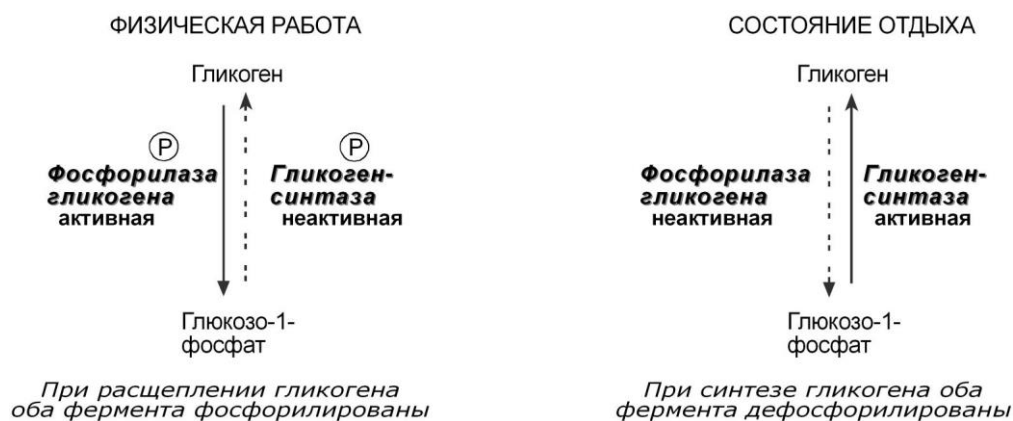 ФИЗИЧЕСКАЯ РАБОТА
Гликоген
P
Фосфорилаза
гликогена
активная
P
Гликоген-
синтаза
неактивная
Глюкозо-1-
фосфат
При расщеплении гликогена
оба фермента фосфорилированы
СОСТОЯНИЕ ОТДЫХА
Гликоген
Фосфорилаза
гликогена
неактивная
Гликоген-
синтаза
активная
Глюкозо-1-
фосфат
При синтезе гликогена оба
фермента дефосфорилированы